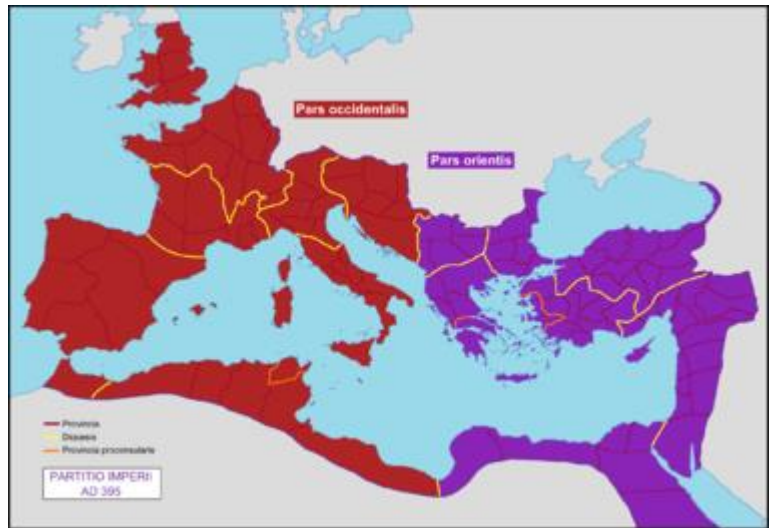 Pars occidentalis
Pars orientis
Provincia
Dioecesis
Provincia proconsularis
PARTITIO IMPERII
AD 395